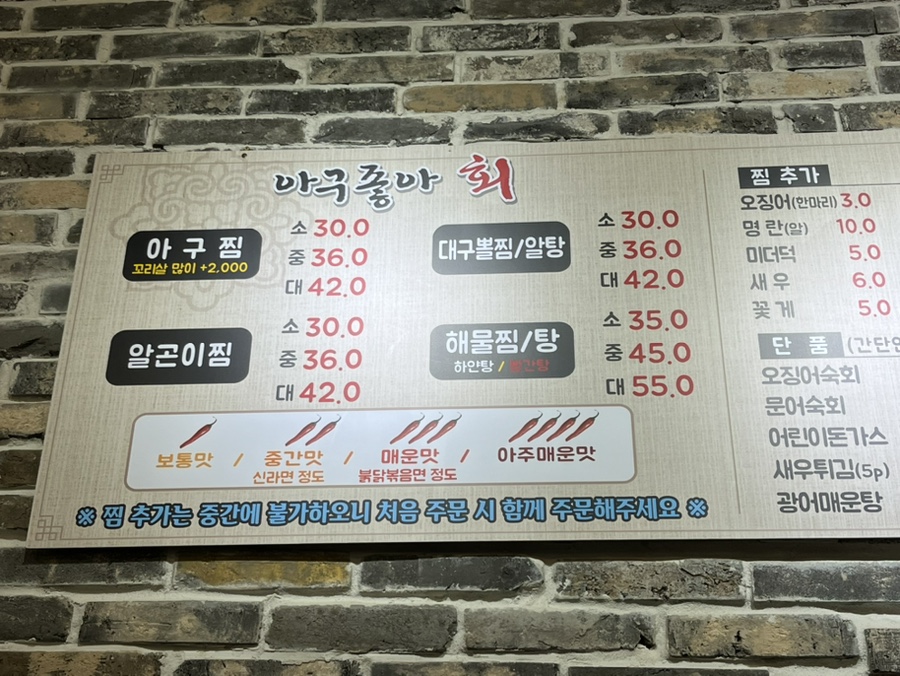 아구좋아 회
아구찜
꼬리살 많이 +2,000
소 30.0
중 36.0
대 42.0
대구뽈찜/알탕
소 30.0
중 36.0
대 42.0
알곤이찜
소 30.0
중 36.0
대 42.0
해물찜/탕
하얀탕 / 빨간탕
소 35.0
중 45.0
대 55.0
보통맛 / 중간맛 / 매운맛 / 아주매운맛
신라면 정도 불닭볶음면 정도
※ 찜 추가는 중간에 불가하오니 처음 주문 시 함께 주문해주세요 ※
찜 추가
오징어(한마리) 3.0
명란(알) 10.0
미더덕 5.0
새우 6.0
꽃게 5.0
단품 (간단안
오징어숙회
문어숙회
어린이돈가스
새우튀김(5p)
광어매운탕